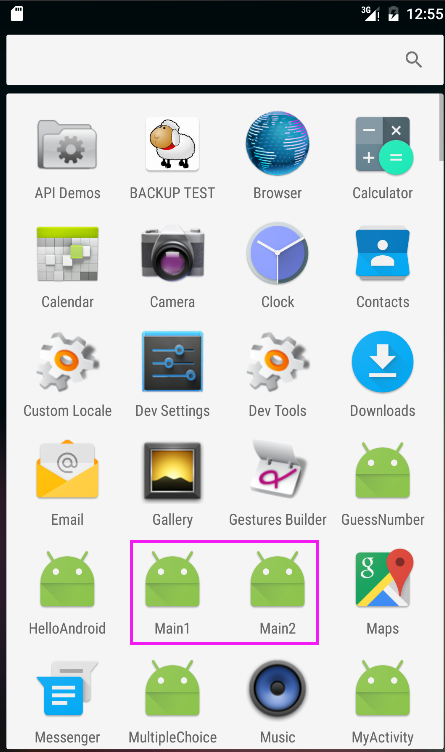 3G 12:55
API Demos BACKUP TEST Browser Calculator
Calendar Camera Clock Contacts
Custom Locale Dev Settings Dev Tools Downloads
@
Email Gallery Gestures Builder GuessNumber
g
HelloAndroid Main1 Main2 Maps
Messenger MultipleChoice Music MyActivity